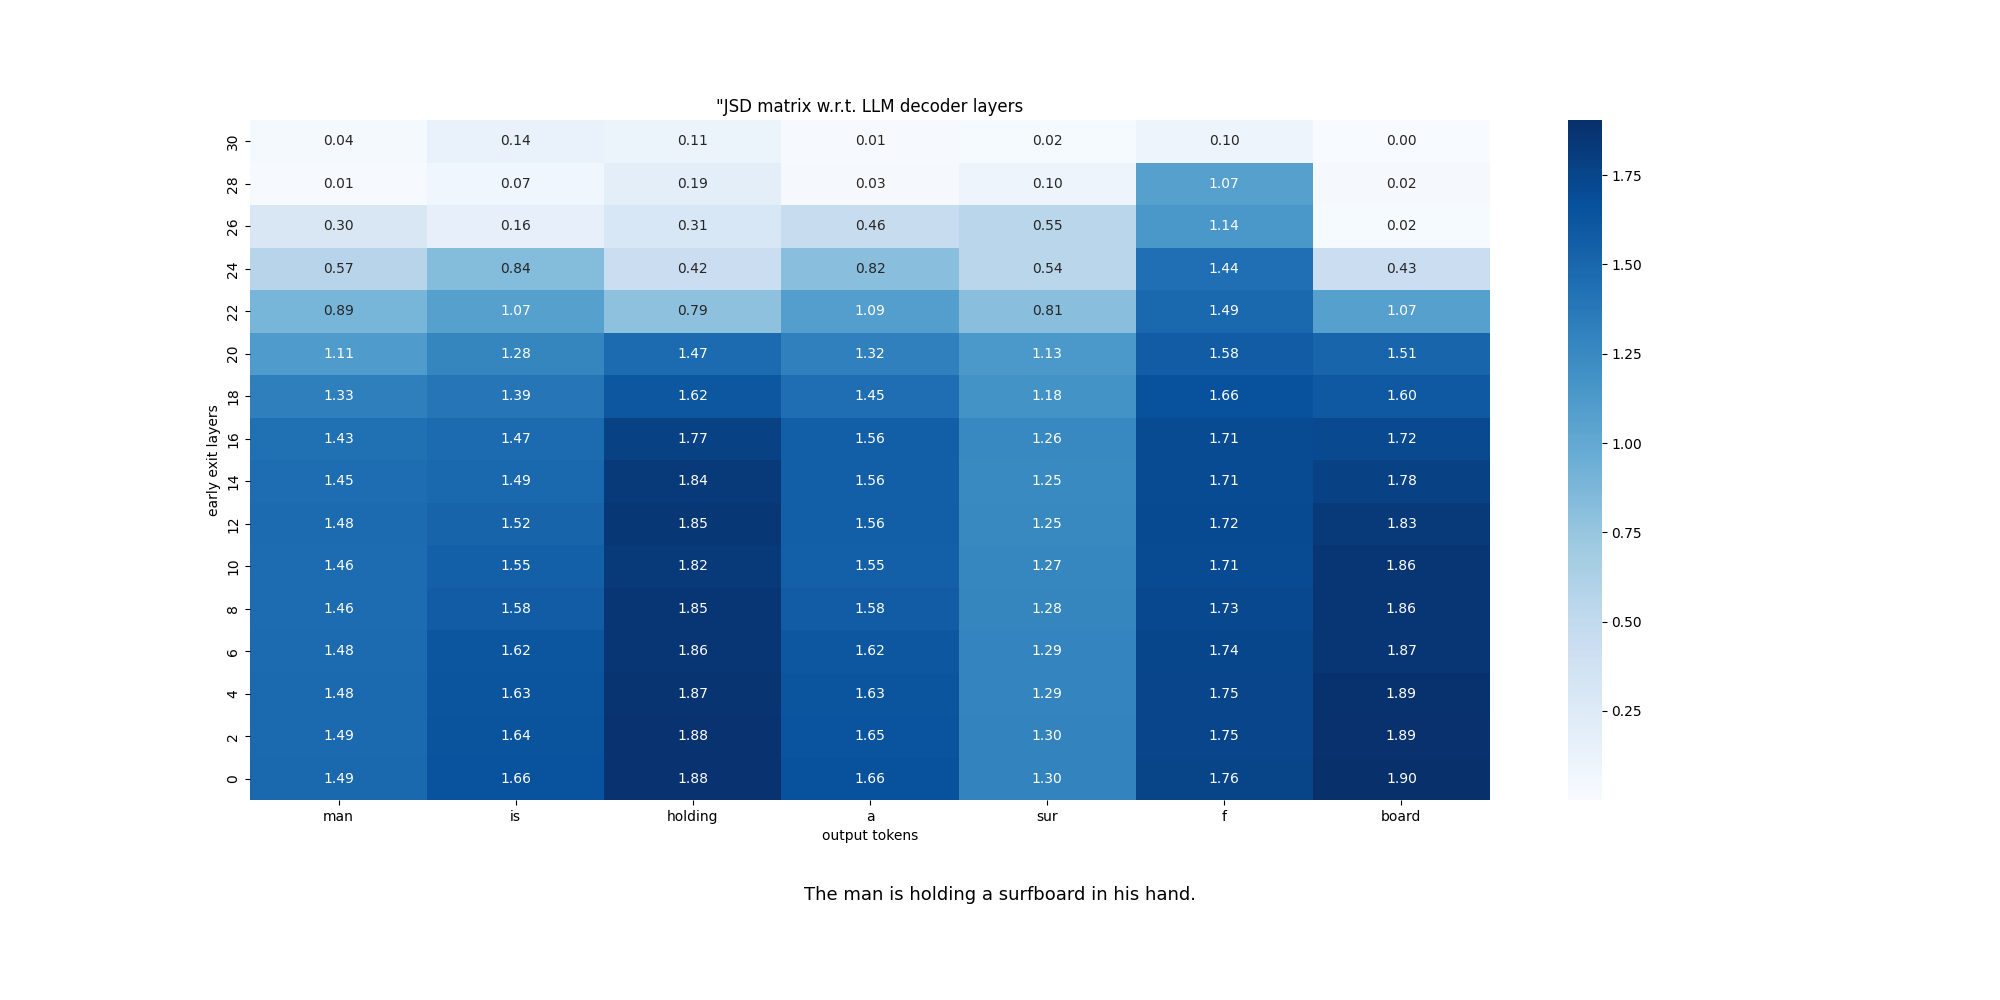 "JSD matrix w.r.t. LLM decoder layers
30 0.04 0.14 0.11 0.01 0.02 0.10 0.00
28 0.01 0.07 0.19 0.03 0.10 1.07 0.02
26 0.30 0.16 0.31 0.46 0.55 1.14 0.02
24 0.57 0.84 0.42 0.82 0.54 1.44 0.43
22 0.89 1.07 0.79 1.09 0.81 1.49 1.07
20 1.11 1.28 1.47 1.32 1.13 1.58 1.51
18 1.33 1.39 1.62 1.45 1.18 1.66 1.60
16 1.43 1.47 1.77 1.56 1.26 1.71 1.72
14 1.45 1.49 1.84 1.56 1.25 1.71 1.78
12 1.48 1.52 1.85 1.56 1.25 1.72 1.83
10 1.46 1.55 1.82 1.55 1.27 1.71 1.86
8 1.46 1.58 1.85 1.58 1.28 1.73 1.86
6 1.48 1.62 1.86 1.62 1.29 1.74 1.87
4 1.48 1.63 1.87 1.63 1.29 1.75 1.89
2 1.49 1.64 1.88 1.65 1.30 1.75 1.89
0 1.49 1.66 1.88 1.66 1.30 1.76 1.90
early exit layers
man is holding a sur f board
output tokens
1.75
1.50
1.25
1.00
0.75
0.50
0.25
The man is holding a surfboard in his hand.